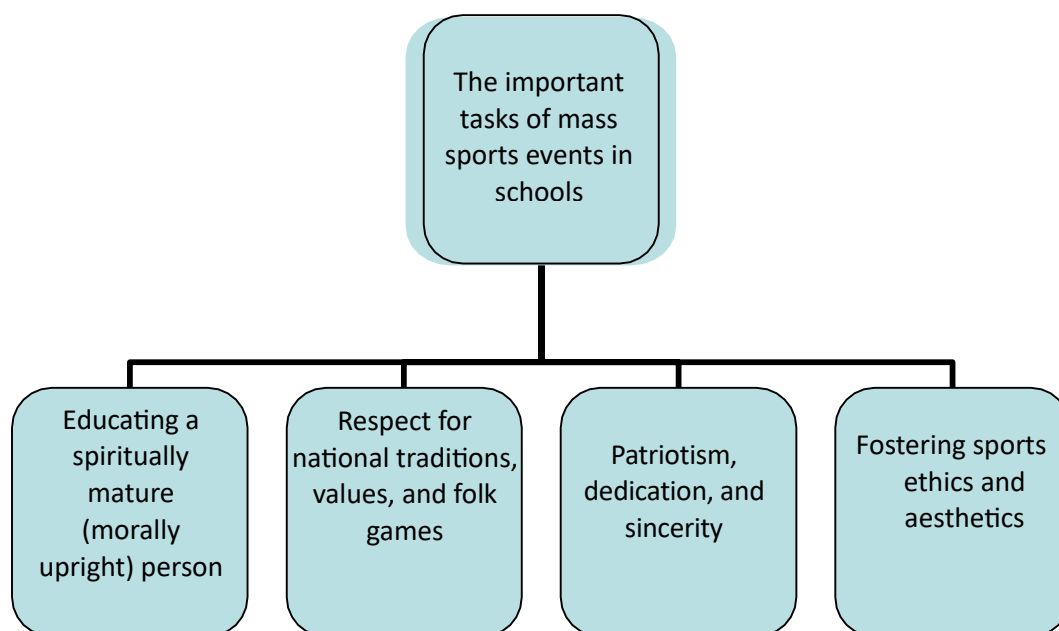 The important
tasks of mass
sports events in
schools
Educating a
spiritually
mature
(morally
upright) person
Respect for
national traditions,
values, and folk
games
Patriotism,
dedication, and
sincerity
Fostering sports
ethics and
aesthetics